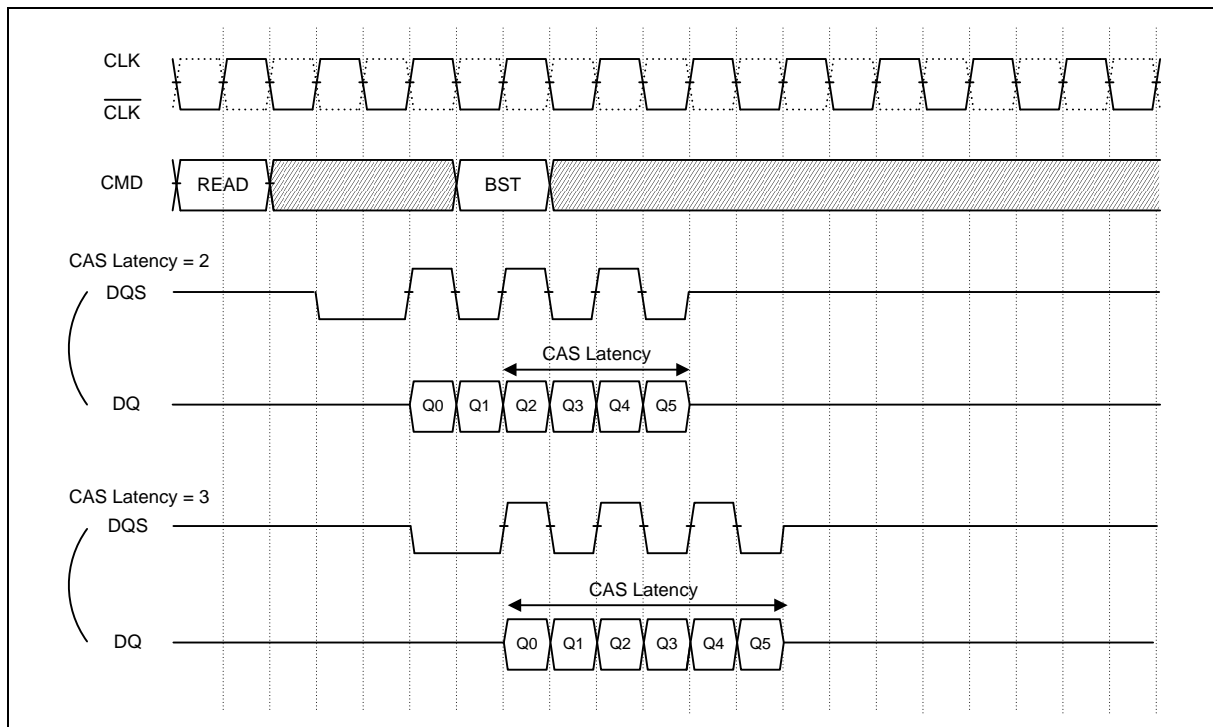 CLK
C̅L̅K̅
CMD
READ
BST
CAS Latency = 2
DQS
CAS Latency
DQ
Q0 Q1 Q2 Q3 Q4 Q5
CAS Latency = 3
DQS
CAS Latency
DQ
Q0 Q1 Q2 Q3 Q4 Q5